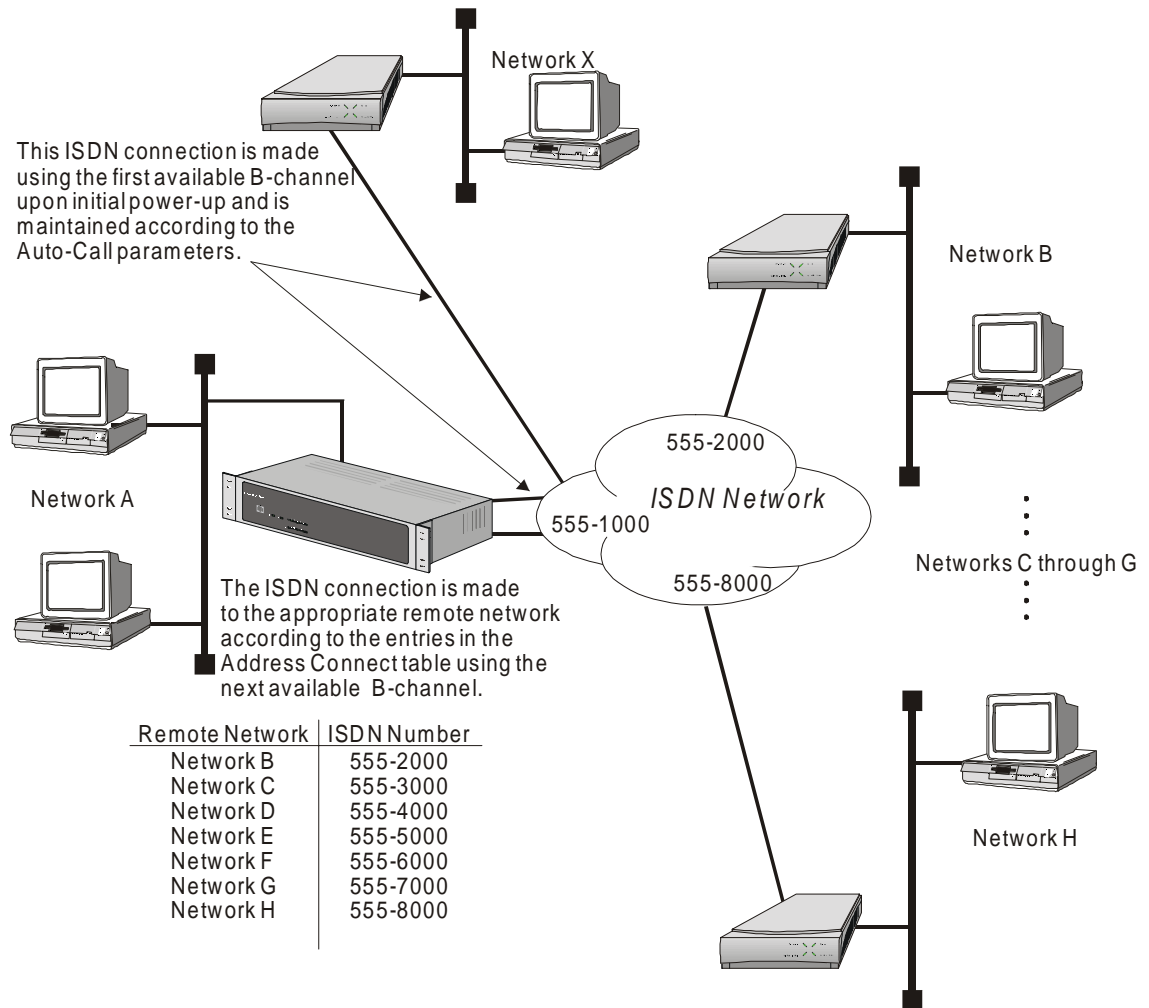 Network X
This ISDN connection is made
using the first available B-channel
upon initial power-up and is
maintained according to the
Auto-Call parameters.
Network B
555-2000
ISDN Network
Network A
555-1000
Networks C through G
555-8000
The ISDN connection is made
to the appropriate remote network
according to the entries in the
Address Connect table using the
next available B-channel.
Remote Network ISDN Number
Network B 555-2000
Network C 555-3000
Network D 555-4000
Network E 555-5000
Network F 555-6000
Network G 555-7000
Network H 555-8000
Network H